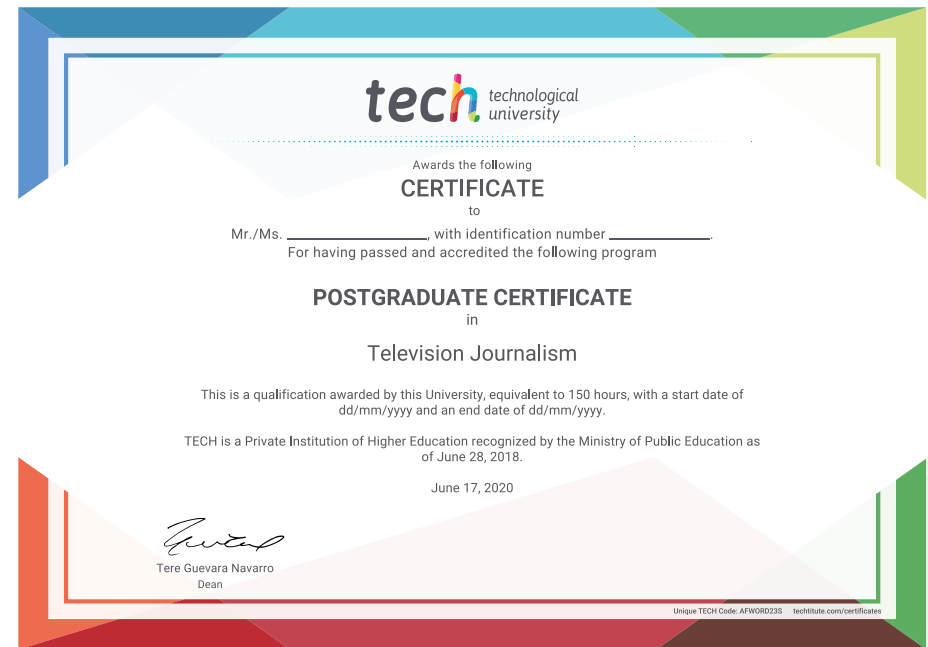 tech technological
university
Awards the following
CERTIFICATE
to
Mr./Ms. ____________________, with identification number ______________.
For having passed and accredited the following program
POSTGRADUATE CERTIFICATE
in
Television Journalism
This is a qualification awarded by this University, equivalent to 150 hours, with a start date of
dd/mm/yyyy and an end date of dd/mm/yyyy.
TECH is a Private Institution of Higher Education recognized by the Ministry of Public Education as
of June 28, 2018.
June 17, 2020
Tere Guevara Navarro
Dean
Unique TECH Code: AFWORD23S techtitute.com/certificates